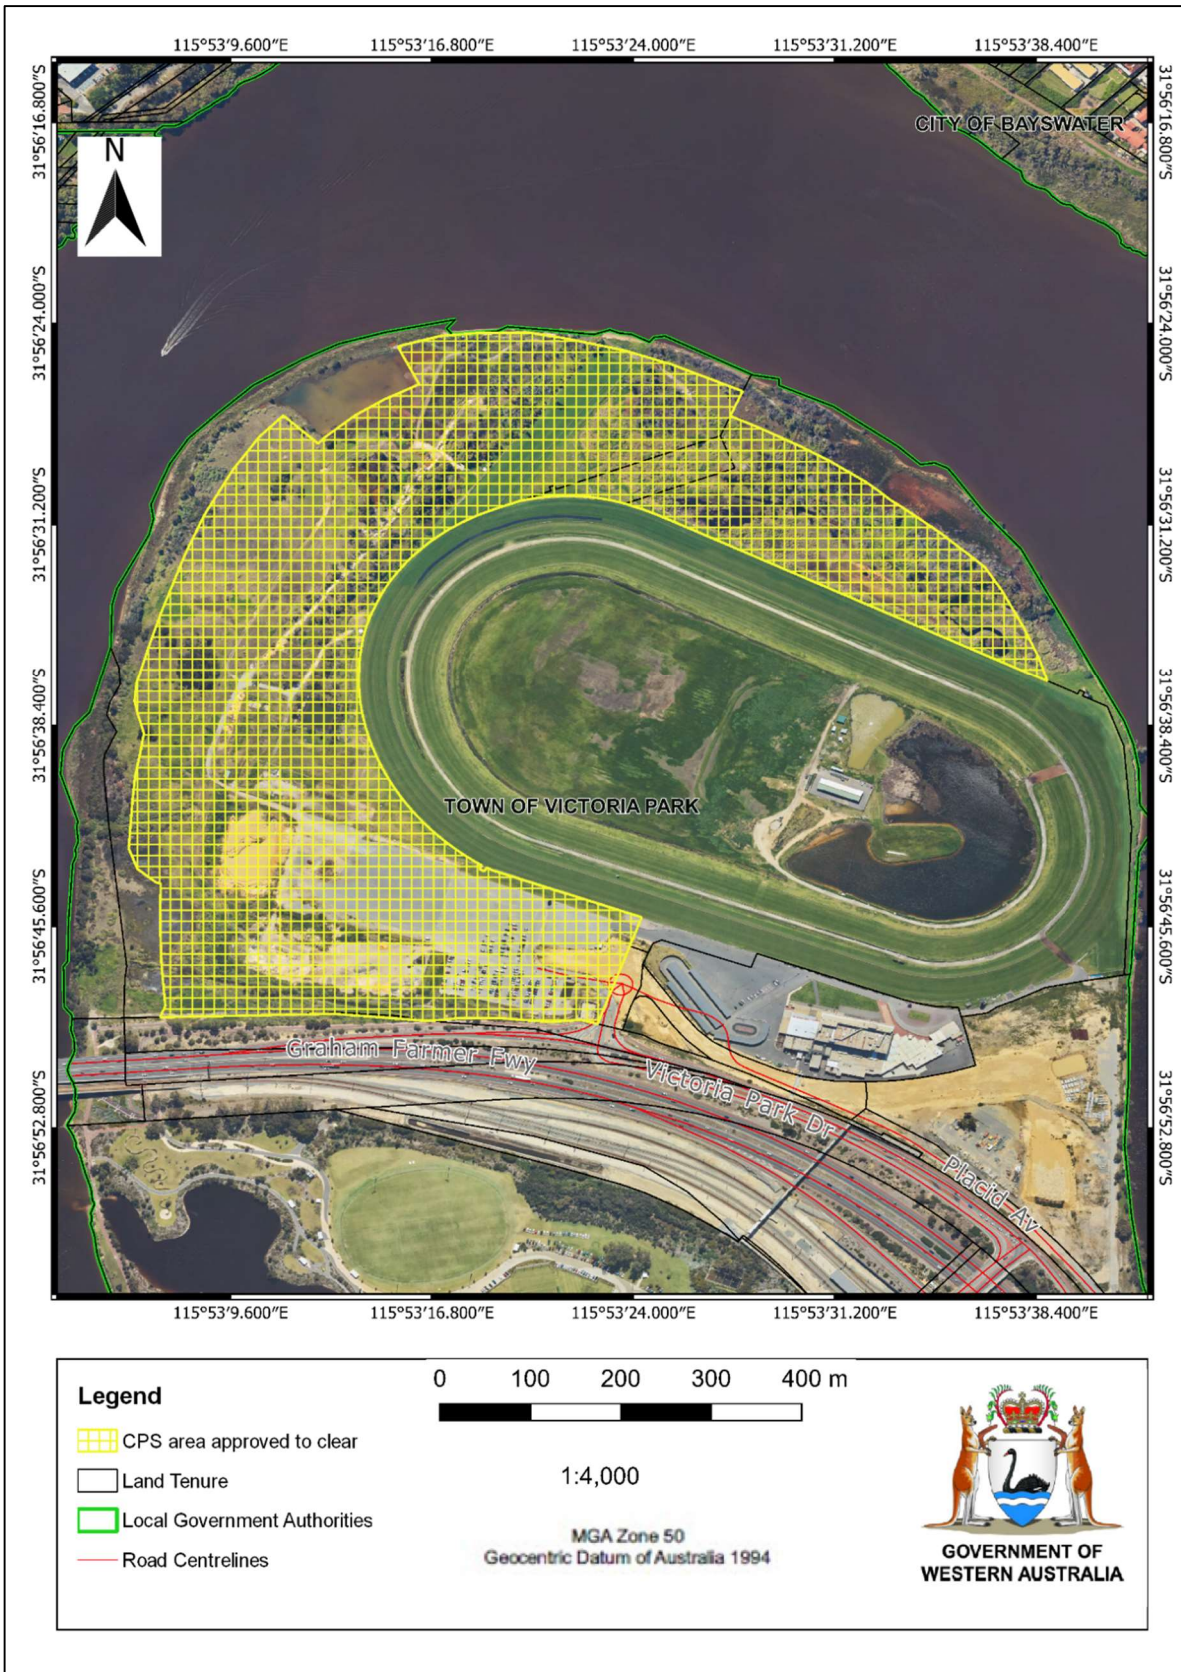 115°53'9.600"E 115°53'16.800"E 115°53'24.000"E 115°53'31.200"E 115°53'38.400"E
31°56'16.800"S
31°56'24.000"S
31°56'31.200"S
31°56'38.400"S
31°56'45.600"S
31°56'52.800"S
N
CITY OF BAYSWATER
TOWN OF VICTORIA PARK
Graham Farmer Fwy
Victoria Park Dr
Placid Av
31°56'16.800"S
31°56'24.000"S
31°56'31.200"S
31°56'38.400"S
31°56'45.600"S
31°56'52.800"S
115°53'9.600"E 115°53'16.800"E 115°53'24.000"E 115°53'31.200"E 115°53'38.400"E
Legend
CPS area approved to clear
Land Tenure
Local Government Authorities
Road Centrelines
0 100 200 300 400 m
1:4,000
MGA Zone 50
Geocentric Datum of Australia 1994
GOVERNMENT OF
WESTERN AUSTRALIA